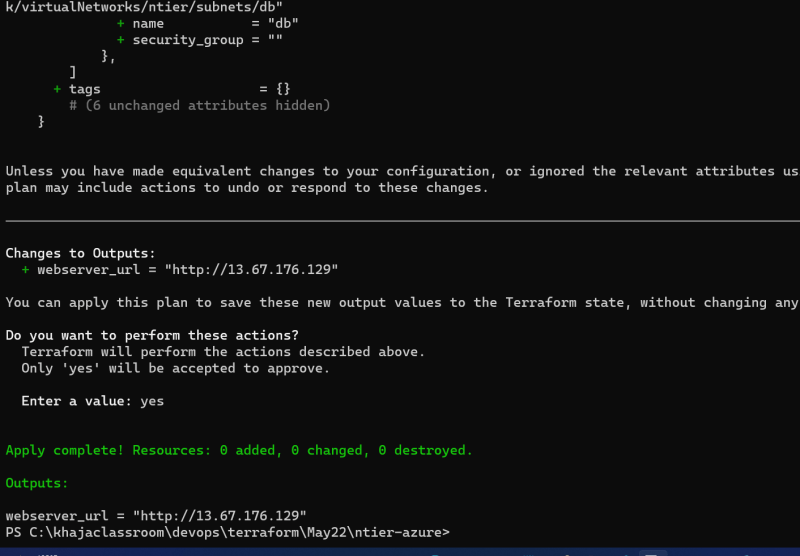 k/virtualNetworks/ntier/subnets/db"
+ name = "db"
+ security_group = ""
},
]
+ tags = {}
# (6 unchanged attributes hidden)
}
Unless you have made equivalent changes to your configuration, or ignored the relevant attributes us
plan may include actions to undo or respond to these changes.
Changes to Outputs:
+ webserver_url = "http://13.67.176.129"
You can apply this plan to save these new output values to the Terraform state, without changing any
Do you want to perform these actions?
Terraform will perform the actions described above.
Only 'yes' will be accepted to approve.
Enter a value: yes
Apply complete! Resources: 0 added, 0 changed, 0 destroyed.
Outputs:
webserver_url = "http://13.67.176.129"
PS C:\khajaclassroom\devops\terraform\May22\ntier-azure>